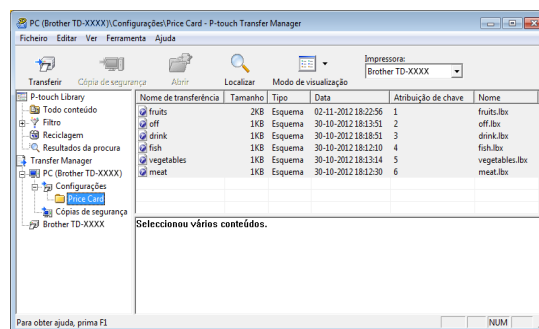 PC (Brother TD-XXXX)\Configurações\Price Card - P-touch Transfer Manager
Ficheiro Editar Ver Ferramenta Ajuda
Transferir Cópia de segurança Abrir Localizar Modo de visualização
Impressora:
Brother TD-XXXX
P-touch Library
Todo conteúdo
Filtro
Reciclagem
Resultados da procura
Transfer Manager
PC (Brother TD-XXXX)
Configurações
Price Card
Cópias de segurança
Brother TD-XXXX
Nome de transferência Tamanho Tipo Data Atribuição de chave Nome
fruits 2KB Esquema 02-11-2012 18:22:56 1 fruits.lbx
off 1KB Esquema 30-10-2012 18:13:51 2 off.lbx
drink 1KB Esquema 30-10-2012 18:18:51 3 drink.lbx
fish 1KB Esquema 30-10-2012 18:12:10 4 fish.lbx
vegetables 1KB Esquema 30-10-2012 18:13:14 5 vegetables.lbx
meat 1KB Esquema 30-10-2012 18:12:30 6 meat.lbx
Seleccionou vários conteúdos.
Para obter ajuda, prima F1
NUM